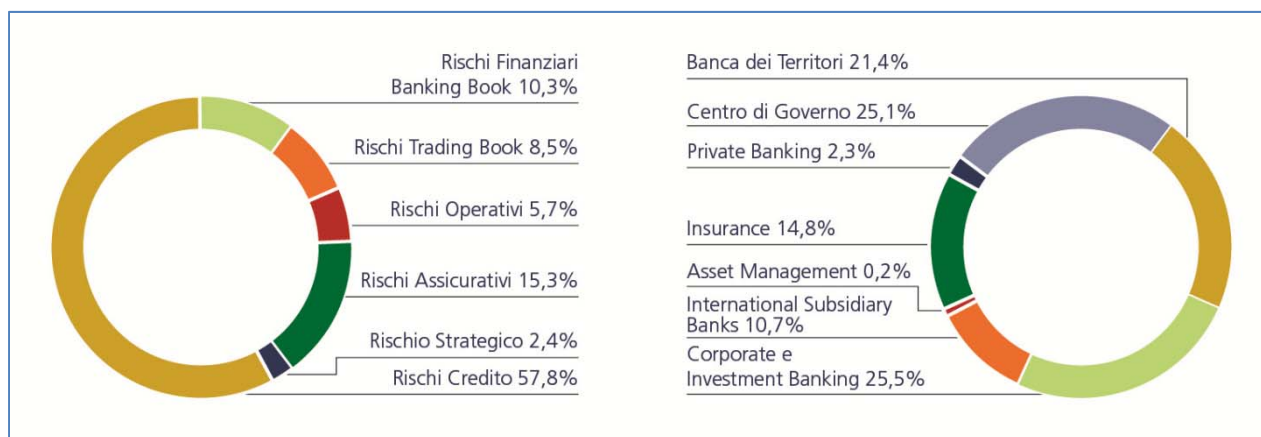 Rischi Finanziari
Banking Book 10,3%
Rischi Trading Book 8,5%
Rischi Operativi 5,7%
Rischi Assicurativi 15,3%
Rischio Strategico 2,4%
Rischi Credito 57,8%
Banca dei Territori 21,4%
Centro di Governo 25,1%
Private Banking 2,3%
Insurance 14,8%
Asset Management 0,2%
International Subsidiary
Banks 10,7%
Corporate e
Investment Banking 25,5%